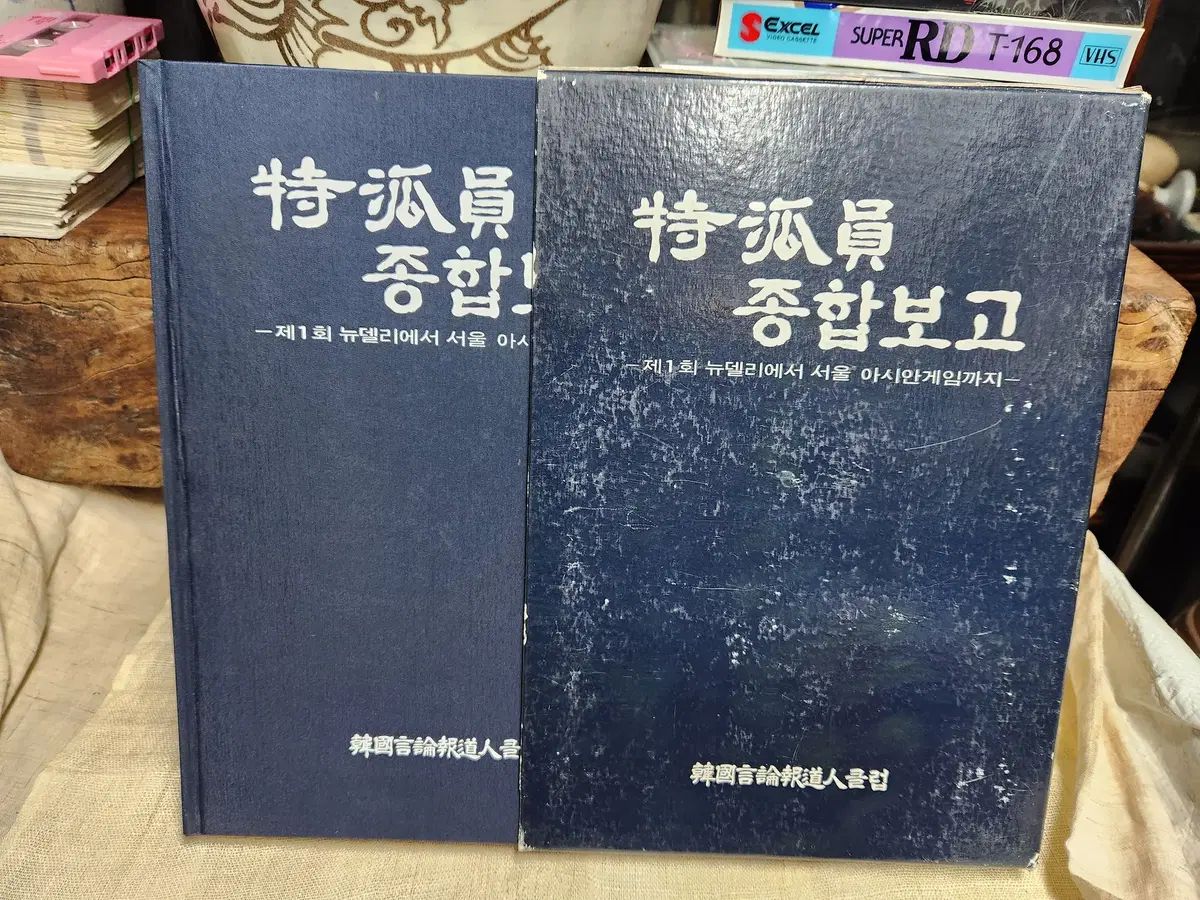 S EXCEL
VIDEO CASSETTE
SUPER RD T-168
VHS
特派員
종합보
―제1회 뉴델리에서 서울 아시
韓國言論報道人클
特派員
종합보고
―제1회 뉴델리에서 서울 아시안게임까지―
韓國言論報道人클럽